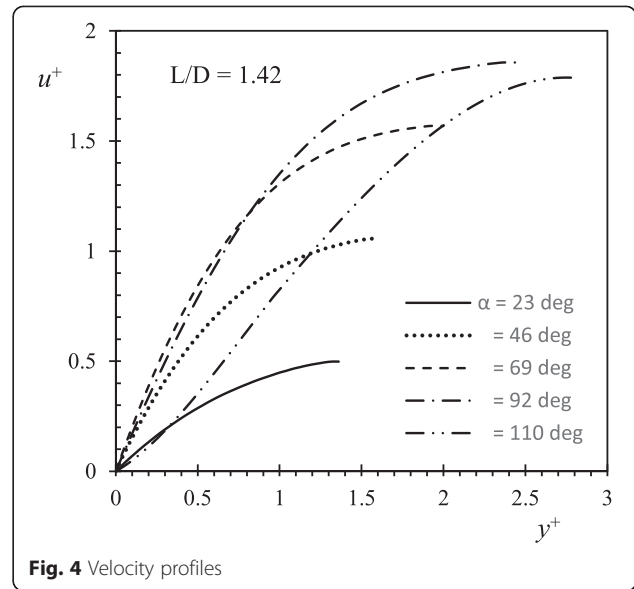 2
u+
L/D = 1.42
1.5
1
α = 23 deg
= 46 deg
0.5
= 69 deg
= 92 deg
= 110 deg
0
0 0.5 1 1.5 2 2.5 3
y+
Fig. 4 Velocity profiles